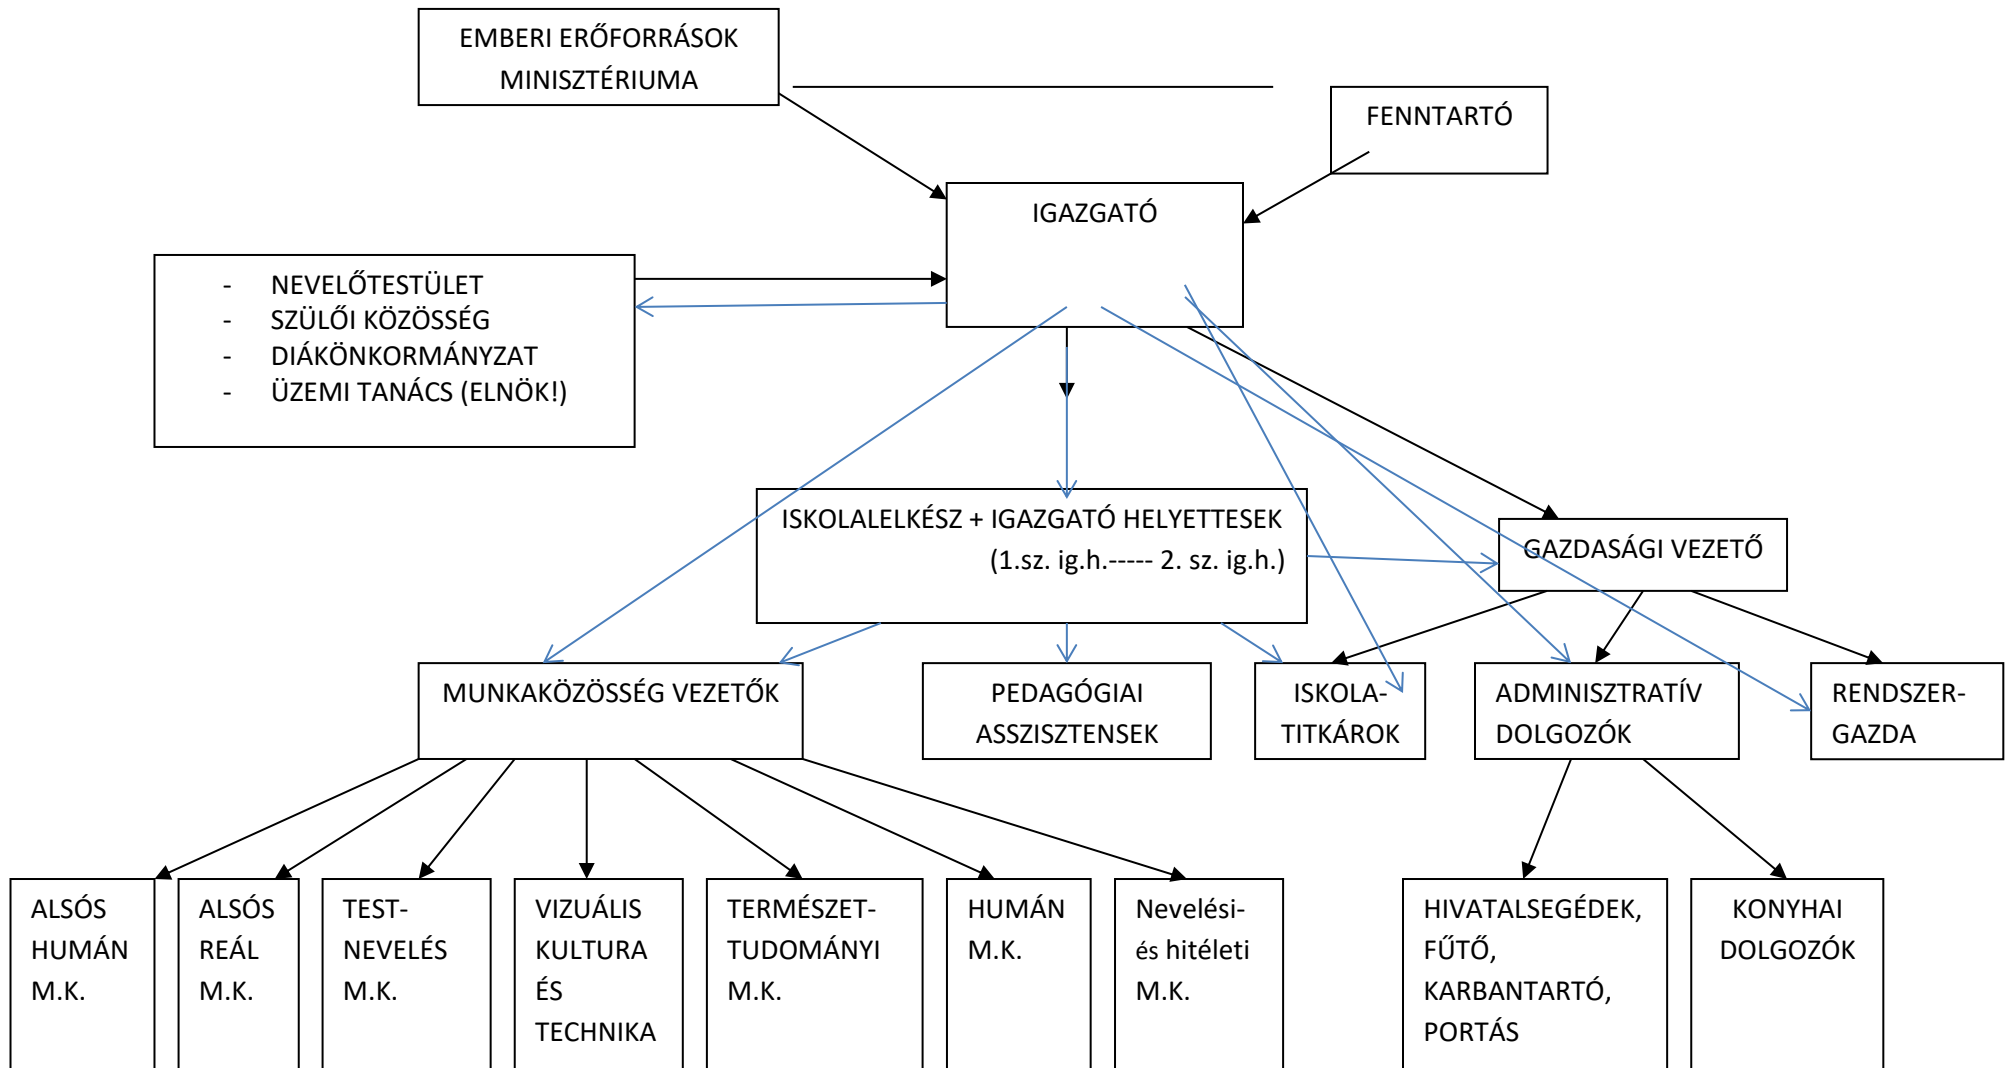 EMBERI ERŐFORRÁSOK
MINISZTÉRIUMA
FENNTARTÓ
IGAZGATÓ
- NEVELŐTESTÜLET
- SZÜLŐI KÖZÖSSÉG
- DIÁKÖNKORMÁNYZAT
- ÜZEMI TANÁCS (ELNÖK!)
ISKOLALELKÉSZ + IGAZGATÓ HELYETTESEK
(1.sz. ig.h.----- 2. sz. ig.h.)
GAZDASÁGI VEZETŐ
MUNKAKÖZÖSSÉG VEZETŐK
PEDAGÓGIAI
ASSZISZTENSEK
ISKOLA-
TITKÁROK
ADMINISZTRATÍV
DOLGOZÓK
RENDSZER-
GAZDA
ALSÓS
HUMÁN
M.K.
ALSÓS
REÁL
M.K.
TEST-
NEVELÉS
M.K.
VIZUÁLIS
KULTURA
ÉS
TECHNIKA
TERMÉSZET-
TUDOMÁNYI
M.K.
HUMÁN
M.K.
Nevelési-
és hitéleti
M.K.
HIVATALSEGÉDEK,
FŰTŐ,
KARBANTARTÓ,
PORTÁS
KONYHAI
DOLGOZÓK